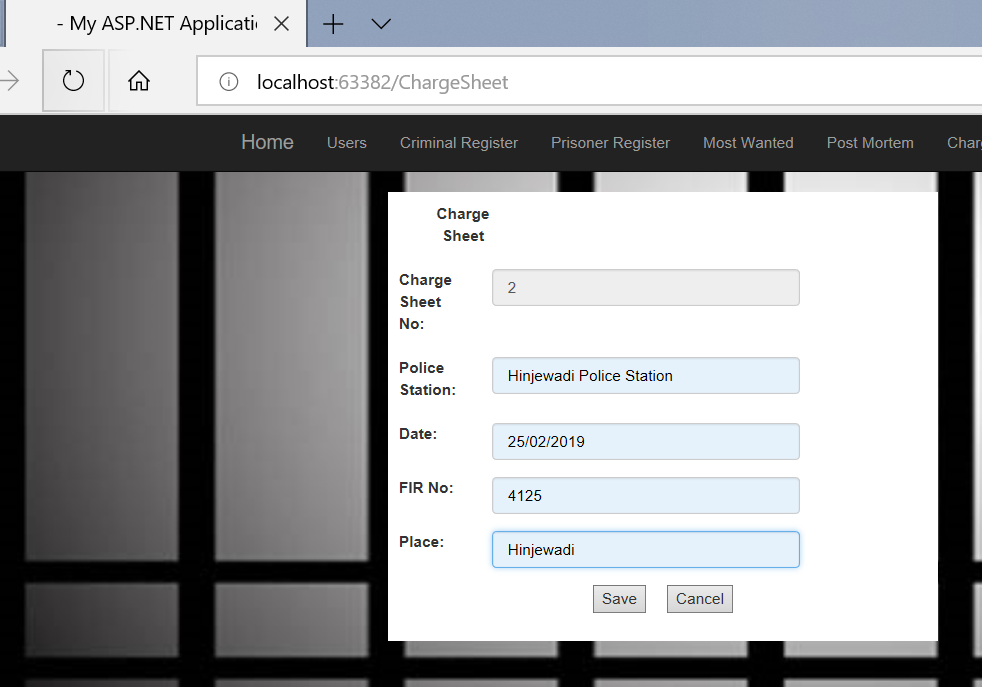 - My ASP.NET Applicati
localhost:63382/ChargeSheet
Home Users Criminal Register Prisoner Register Most Wanted Post Mortem Char
Charge
Sheet
Charge
Sheet
No:
2
Police
Station:
Hinjewadi Police Station
Date:
25/02/2019
FIR No:
4125
Place:
Hinjewadi
Save Cancel